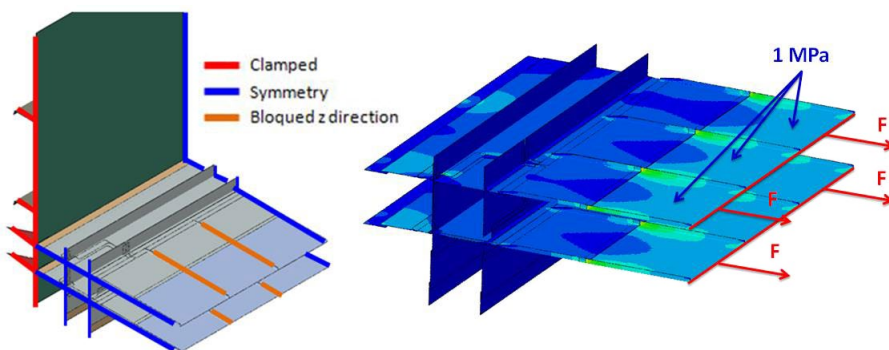 Clamped
Symmetry
Bloqued z direction
1 MPa
F
F
F
F